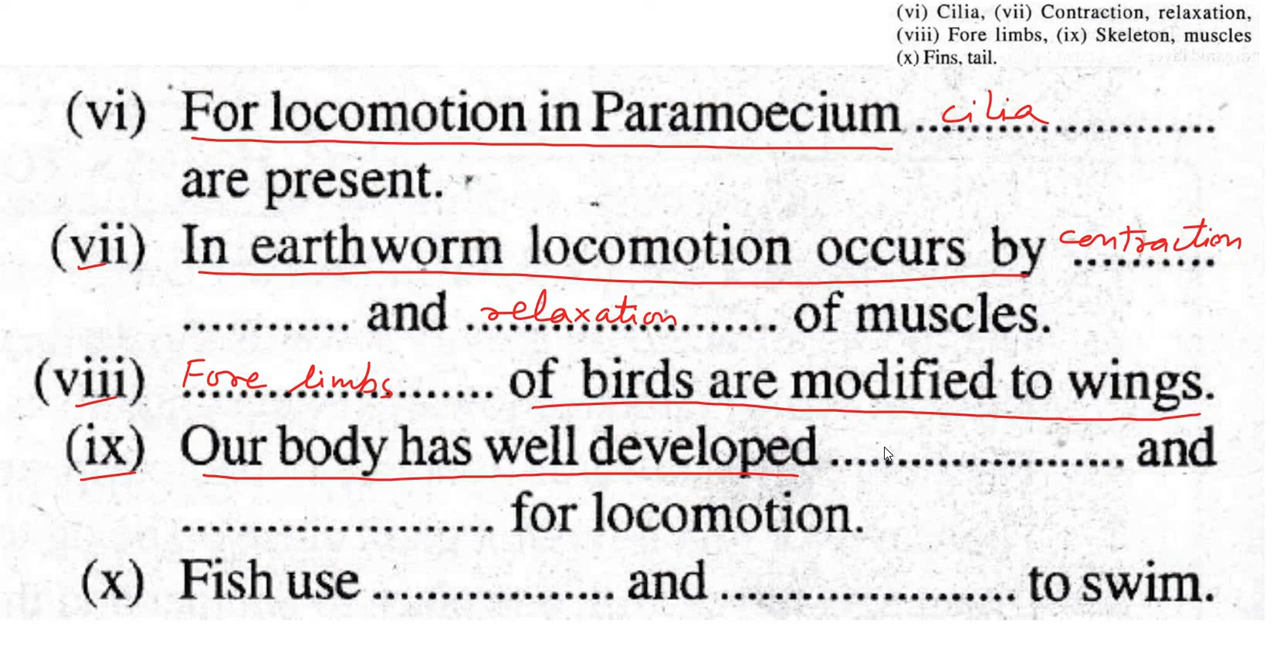 (vi) Cilia, (vii) Contraction, relaxation,
(viii) Fore limbs, (ix) Skeleton, muscles
(x) Fins, tail.
(vi) For locomotion in Paramoecium ...cilia...
are present.
(vii) In earthworm locomotion occurs by contraction
............ and ...relaxation... of muscles.
(viii) Fore limbs of birds are modified to wings.
(ix) Our body has well developed ..................... and
...................... for locomotion.
(x) Fish use ................. and ..................... to swim.